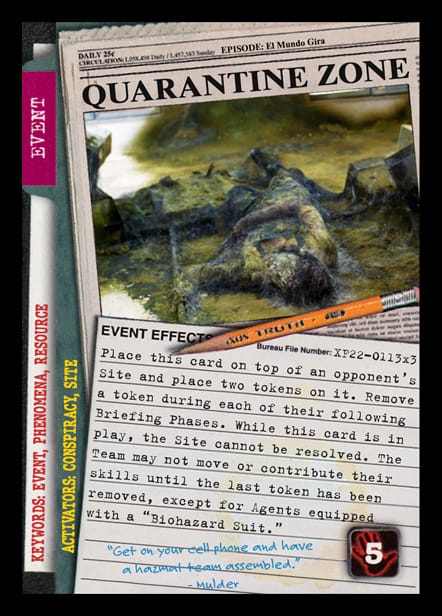 DAILY 25¢
CIRCULATION: 1,058,498 Daily / 1,457,583 Sunday
EPISODE: El Mundo Gira
QUARANTINE ZONE
EVENT
KEYWORDS: EVENT, PHENOMENA, RESOURCE
ACTIVATORS: CONSPIRACY, SITE
TRUTH
EVENT EFFECTS
Bureau File Number: XF22-0113x3
Place this card on top of an opponent's
Site and place two tokens on it. Remove
a token during each of their following
Briefing Phases. While this card is in
play, the Site cannot be resolved. The
Team may not move or contribute their
skills until the last token has been
removed, except for Agents equipped
with a “Biohazard Suit.”
“Get on your cell phone and have
a hazmat team assembled.”
- Mulder
5